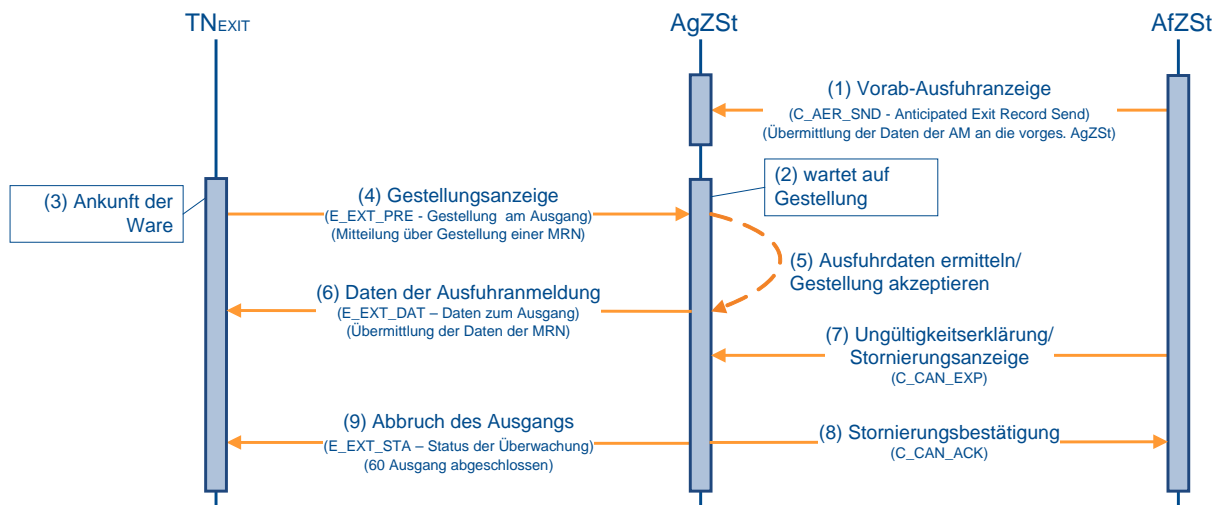 TNEXIT
AgZSt
AfZSt
(1) Vorab-Ausfuhranzeige
(C_AER_SND - Anticipated Exit Record Send)
(Übermittlung der Daten der AM an die vorges. AgZSt)
(2) wartet auf
Gestellung
(3) Ankunft der
Ware
(4) Gestellungsanzeige
(E_EXT_PRE - Gestellung am Ausgang)
(Mitteilung über Gestellung einer MRN)
(5) Ausfuhrdaten ermitteln/
Gestellung akzeptieren
(6) Daten der Ausfuhranmeldung
(E_EXT_DAT – Daten zum Ausgang)
(Übermittlung der Daten der MRN)
(7) Ungültigkeitserklärung/
Stornierungsanzeige
(C_CAN_EXP)
(9) Abbruch des Ausgangs
(E_EXT_STA – Status der Überwachung)
(60 Ausgang abgeschlossen)
(8) Stornierungsbestätigung
(C_CAN_ACK)